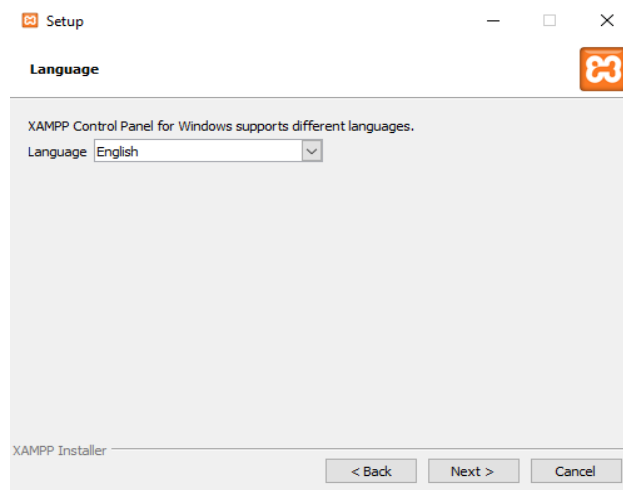 Setup
Language
XAMPP Control Panel for Windows supports different languages.
Language English
XAMPP Installer
< Back Next > Cancel